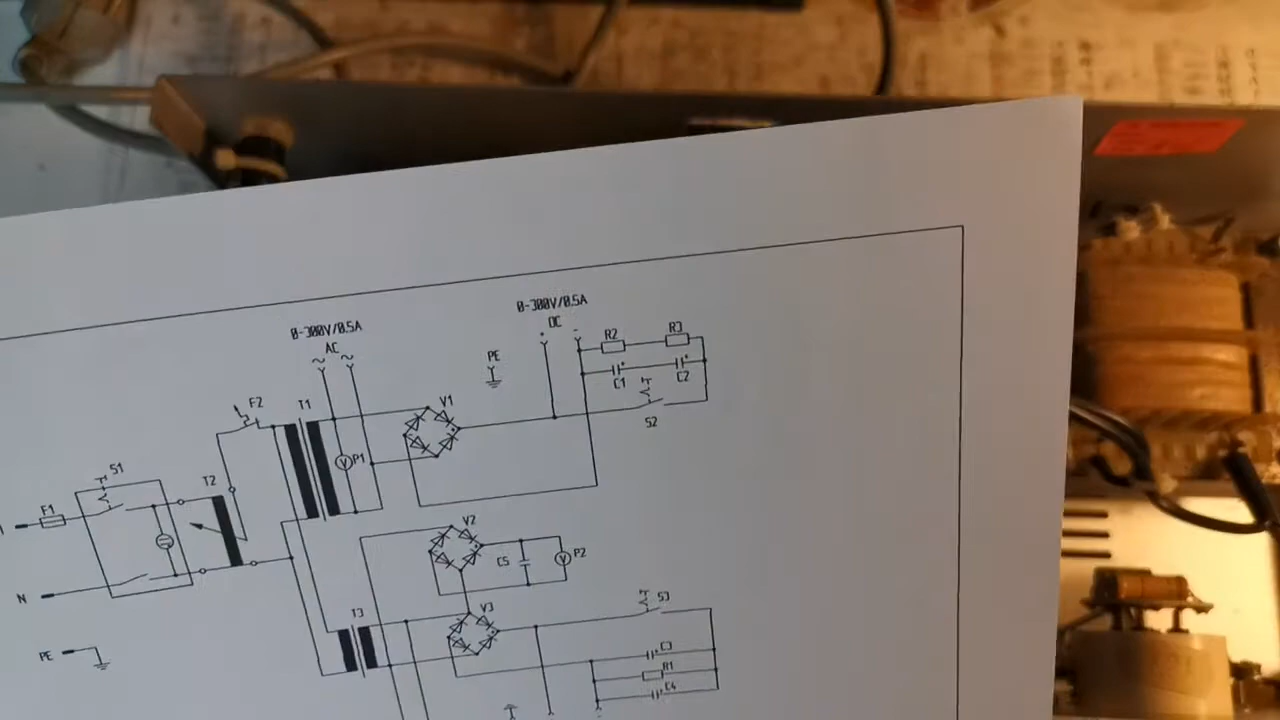 0-300V/0.5A
AC
~ ~
0-300V/0.5A
DC
+ -
R2
R3
C1
C2
S2
PE
F2
T1
V1
V
P1
S1
T2
F1
N
PE
V2
C5
V
P2
T3
V3
S3
C3
R1
C4